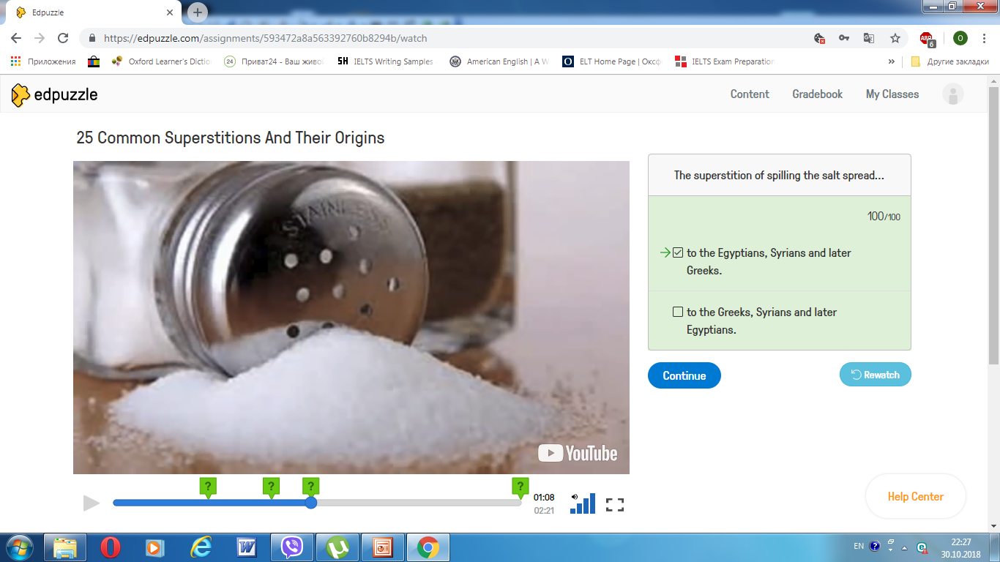 Edpuzzle
https://edpuzzle.com/assignments/593472a8a563392760b8294b/watch
ABP
6
O
Приложения
Oxford Learner's Dictio
24
Приват24 - Ваш живо
SH
IELTS Writing Samples
American English | A W
O
ELT Home Page | Оксф
IELTS Exam Preparation
»
Другие закладки
edpuzzle
Content
Gradebook
My Classes
25 Common Superstitions And Their Origins
The superstition of spilling the salt spread...
100/100
to the Egyptians, Syrians and later
Greeks.
to the Greeks, Syrians and later
Egyptians.
Continue
Rewatch
YouTube
?
?
?
?
01:08
02:21
Help Center
EN
22:27
30.10.2018